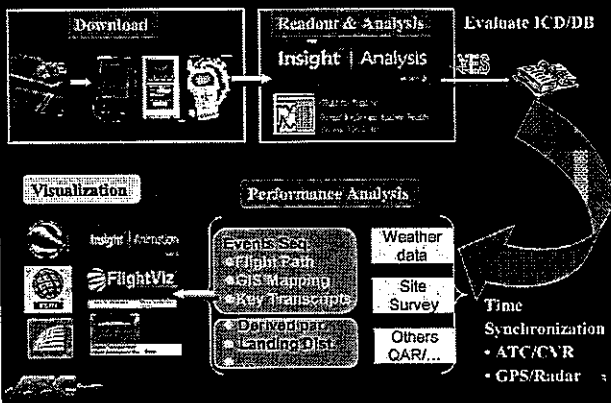 Download
Readout & Analysis
Evaluate ICD/DB
Insight | Analysis
YES
Visualization
Performance Analysis
Insight | Animation
FlightViz
Events Seq.
Flight Path
GIS Mapping
Key Transcripts
Derived par.
Landing Dist.
Weather
data
Site
Survey
Others
QAR/...
Time
Synchronization
• ATC/CVR
• GPS/Radar